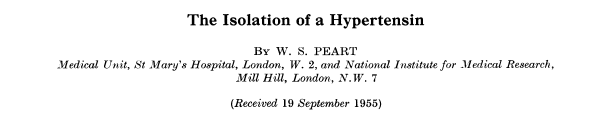 The Isolation of a Hypertensin
By W. S. PEART
Medical Unit, St Mary's Hospital, London, W. 2, and National Institute for Medical Research,
Mill Hill, London, N.W. 7
(Received 19 September 1955)